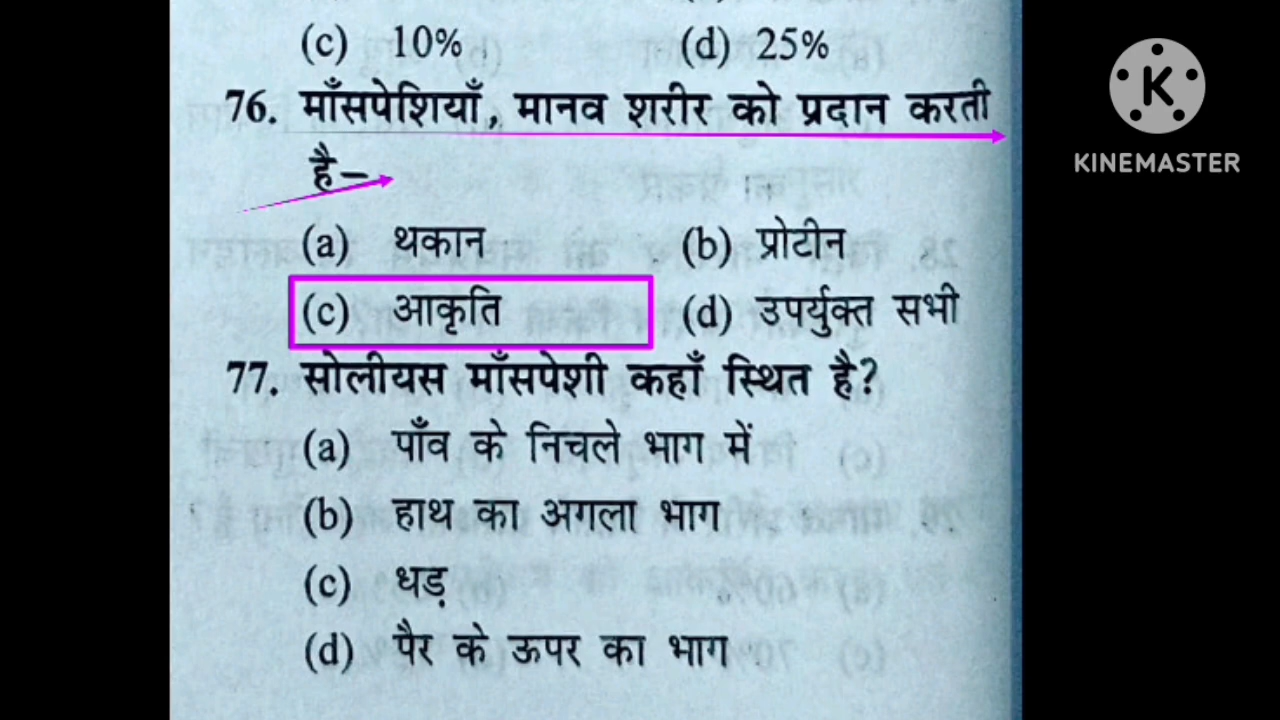 (c) 10% (d) 25%
76. माँसपेशियाँ, मानव शरीर को प्रदान करती
है–
(a) थकान (b) प्रोटीन
(c) आकृति (d) उपर्युक्त सभी
77. सोलीयस माँसपेशी कहाँ स्थित है?
(a) पाँव के निचले भाग में
(b) हाथ का अगला भाग
(c) धड़
(d) पैर के ऊपर का भाग
K
KINEMASTER